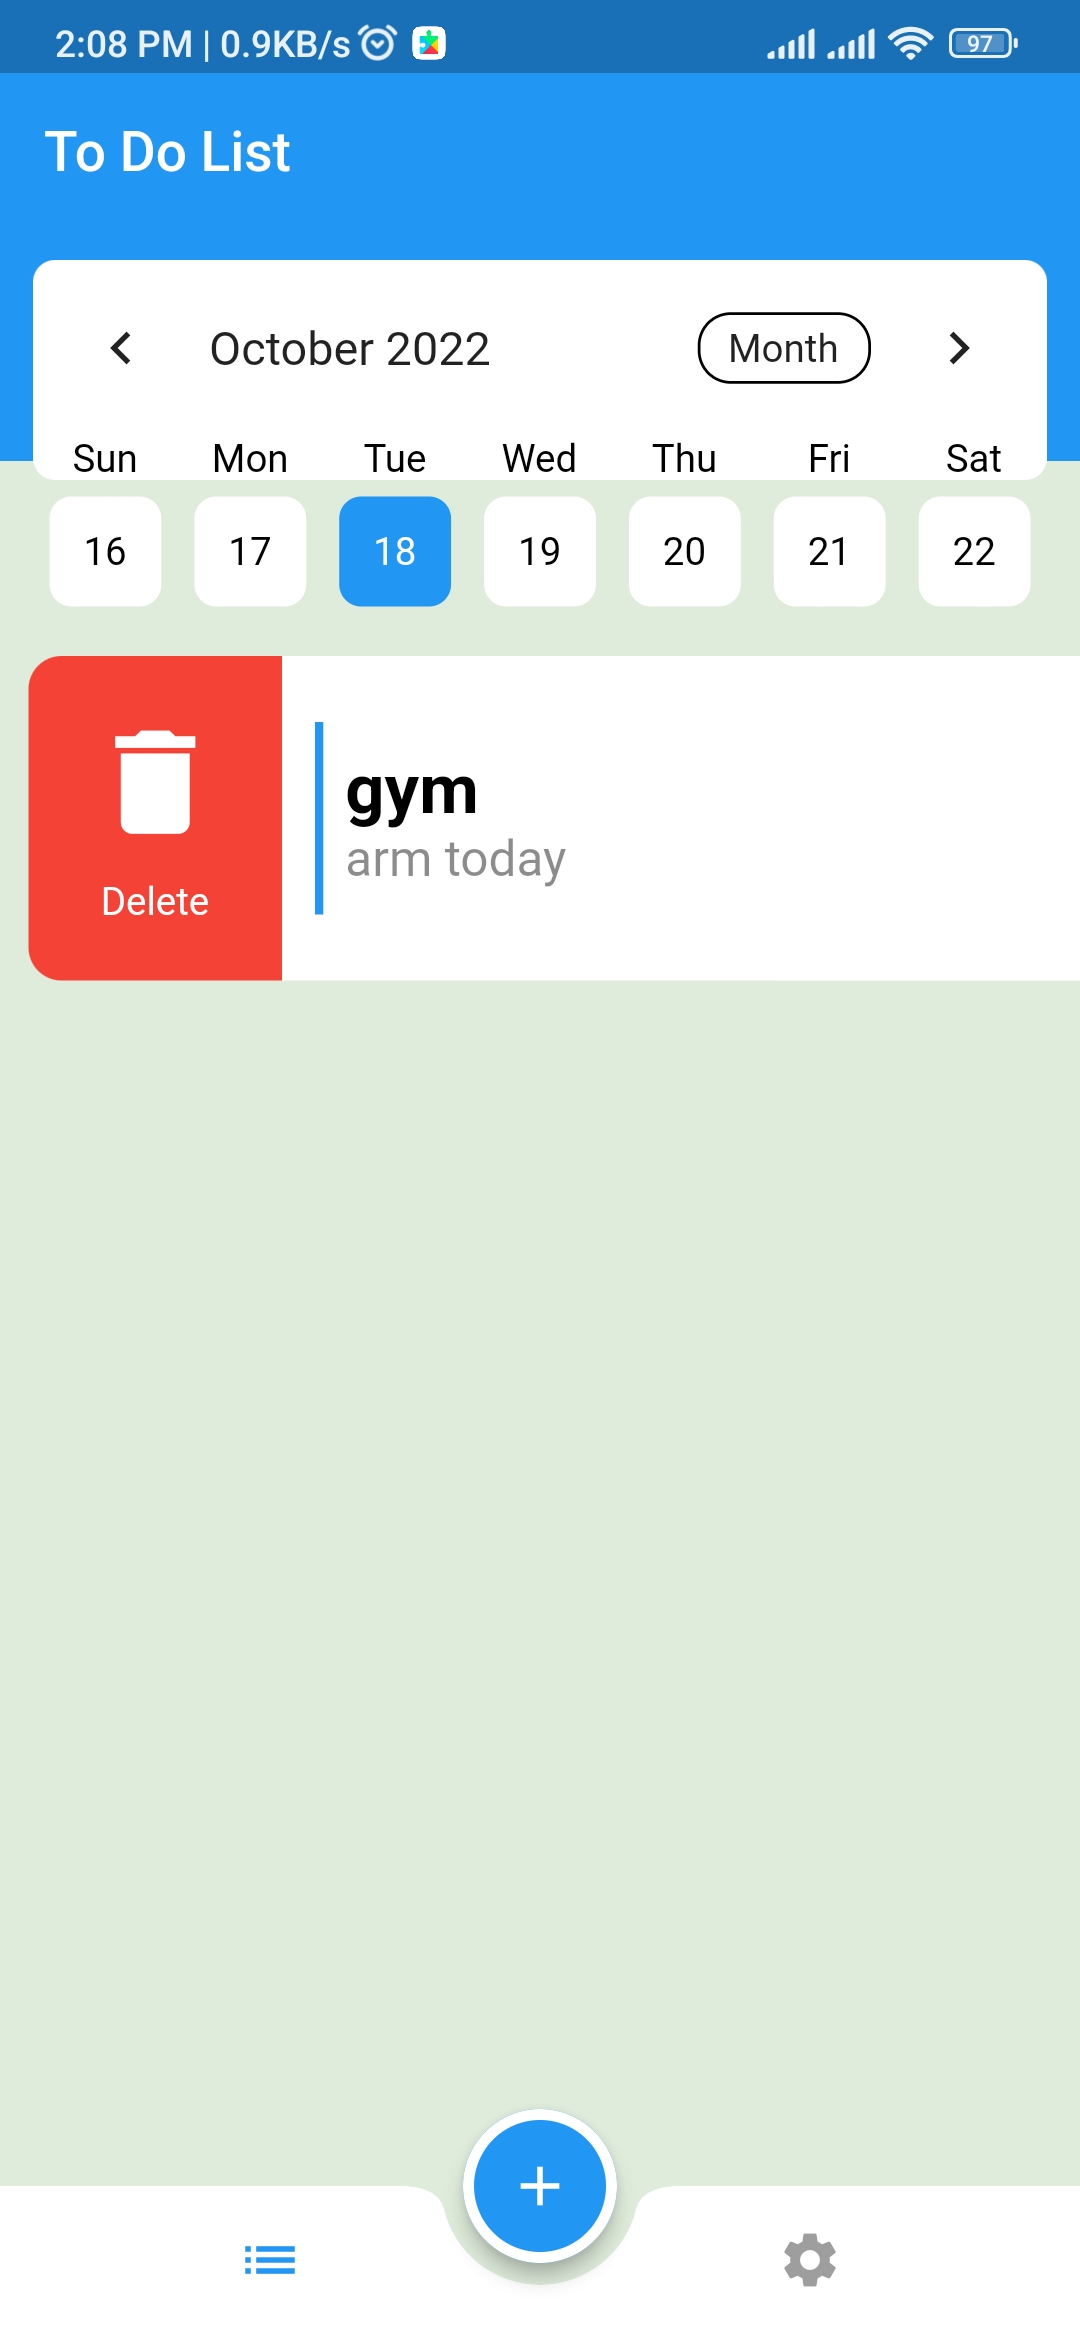 2:08 PM | 0.9KB/s 97
To Do List
October 2022 Month
Sun Mon Tue Wed Thu Fri Sat
16 17 18 19 20 21 22
gym
arm today
Delete